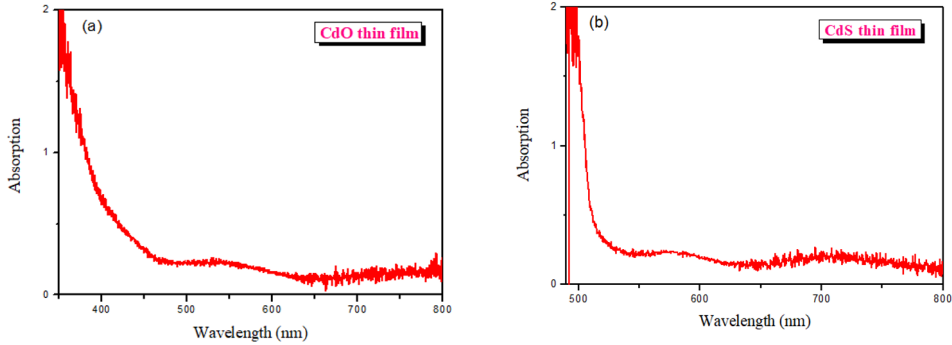 (a)
CdO thin film
2
1
0
Absorption
400
500
600
700
800
Wavelength (nm)
(b)
CdS thin film
2
1
0
Absorption
500
600
700
800
Wavelength (nm)